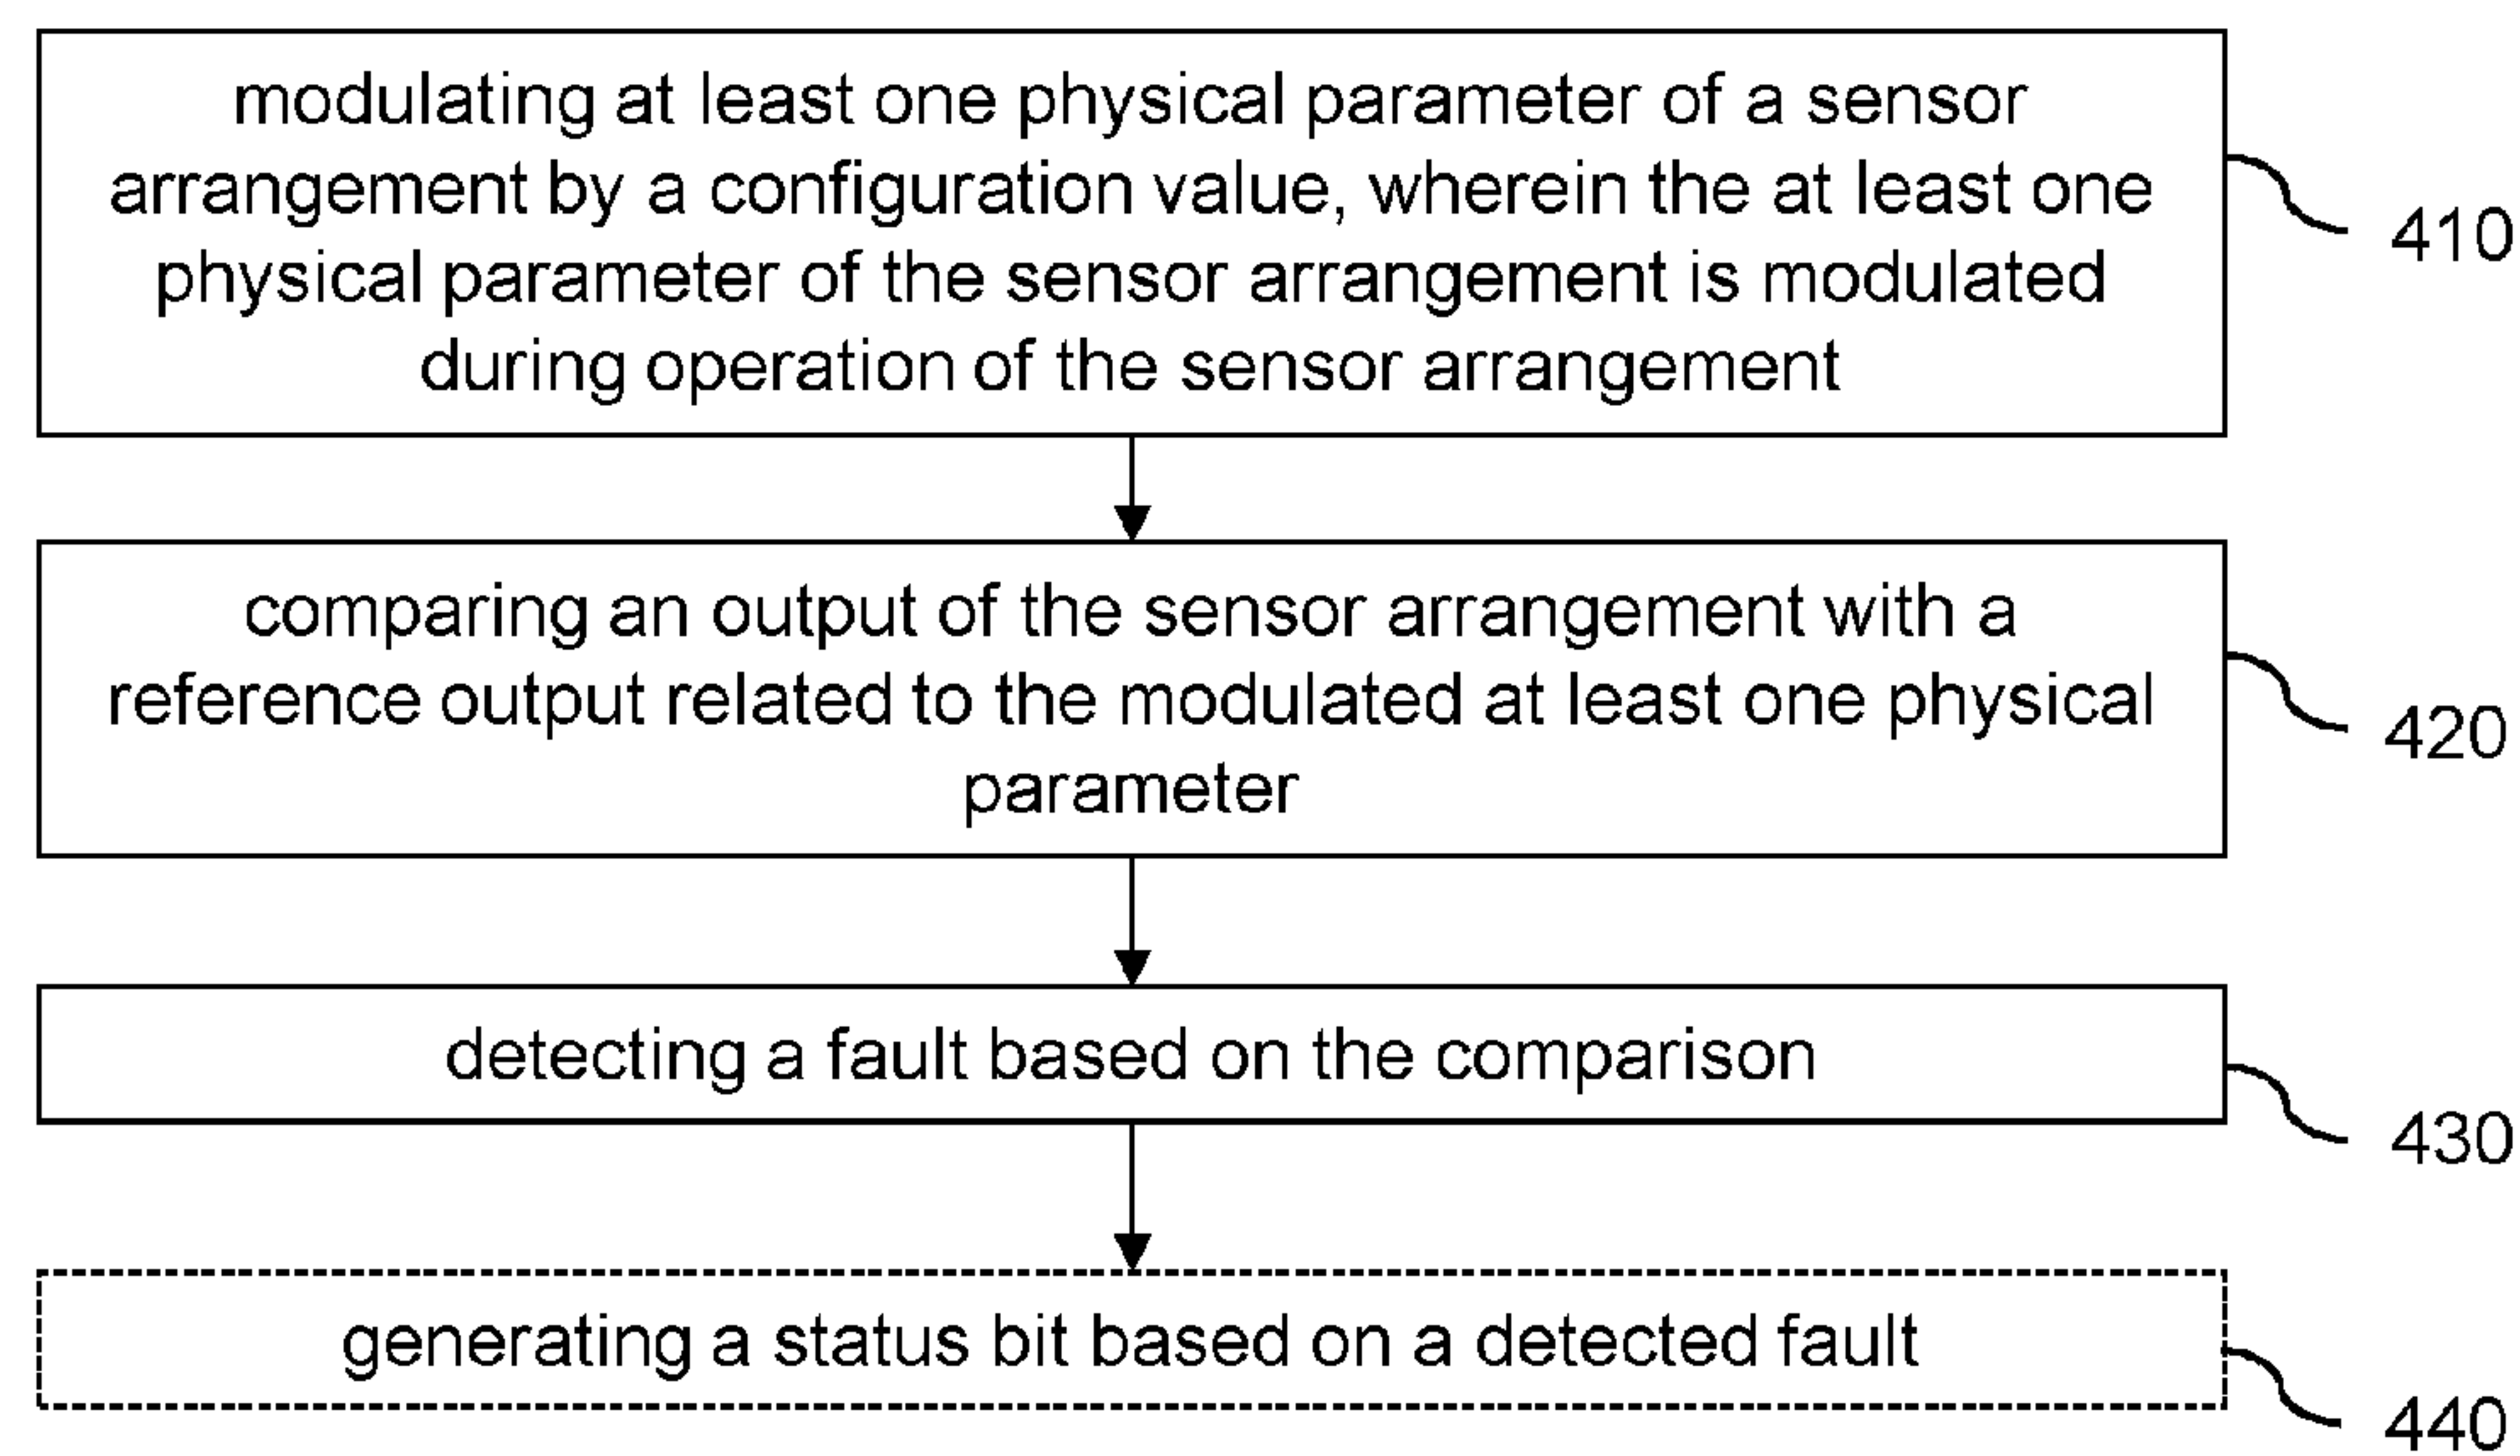 modulating at least one physical parameter of a sensor
arrangement by a configuration value, wherein the at least one
physical parameter of the sensor arrangement is modulated
during operation of the sensor arrangement
410
comparing an output of the sensor arrangement with a
reference output related to the modulated at least one physical
parameter
420
detecting a fault based on the comparison
430
generating a status bit based on a detected fault
440